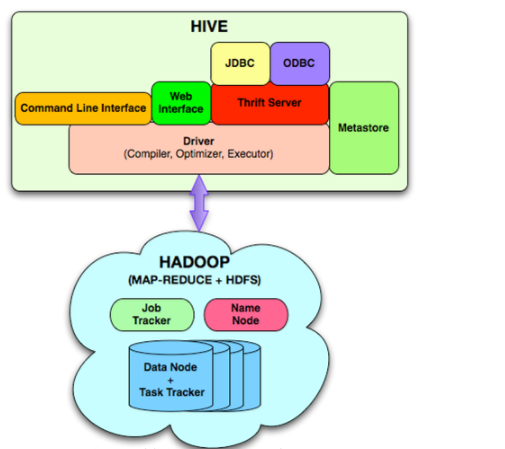 HIVE
JDBC
ODBC
Command Line Interface
Web
Interface
Thrift Server
Metastore
Driver
(Compiler, Optimizer, Executor)
HADOOP
(MAP-REDUCE + HDFS)
Job
Tracker
Name
Node
Data Node
+
Task Tracker